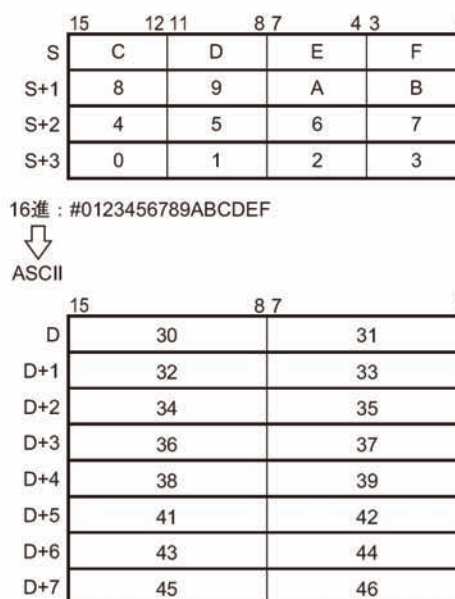 15 12 11 8 7 4 3
S C D E F
S+1 8 9 A B
S+2 4 5 6 7
S+3 0 1 2 3
16進：#0123456789ABCDEF
ASCII
15 8 7
D 30 31
D+1 32 33
D+2 34 35
D+3 36 37
D+4 38 39
D+5 41 42
D+6 43 44
D+7 45 46